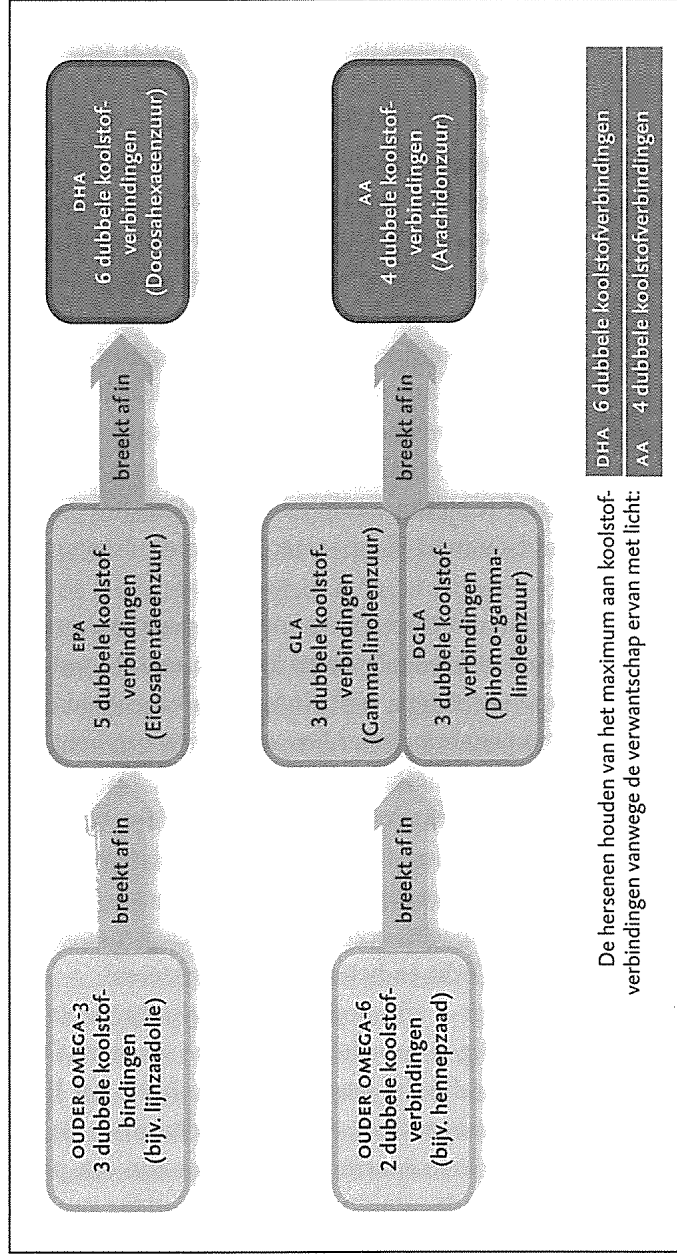 OUDER OMEGA-3
3 dubbele koolstof-
bindingen
(bijv. lijnzaadolie)
breekt af in
EPA
5 dubbele koolstof-
verbindingen
(Eicosapentaeenzuur)
breekt af in
DHA
6 dubbele koolstof-
verbindingen
(Docosahexaeenzuur)
OUDER OMEGA-6
2 dubbele koolstof-
verbindingen
(bijv. hennepzaad)
breekt af in
GLA
3 dubbele koolstof-
verbindingen
(Gamma-linoleenzuur)
DGLA
3 dubbele koolstof-
verbindingen
(Dihomo-gamma-
linoleenzuur)
breekt af in
AA
4 dubbele koolstof-
verbindingen
(Arachidonzuur)
De hersenen houden van het maximum aan koolstof-
verbindingen vanwege de verwantschap ervan met licht:
DHA 6 dubbele koolstofverbindingen
AA 4 dubbele koolstofverbindingen